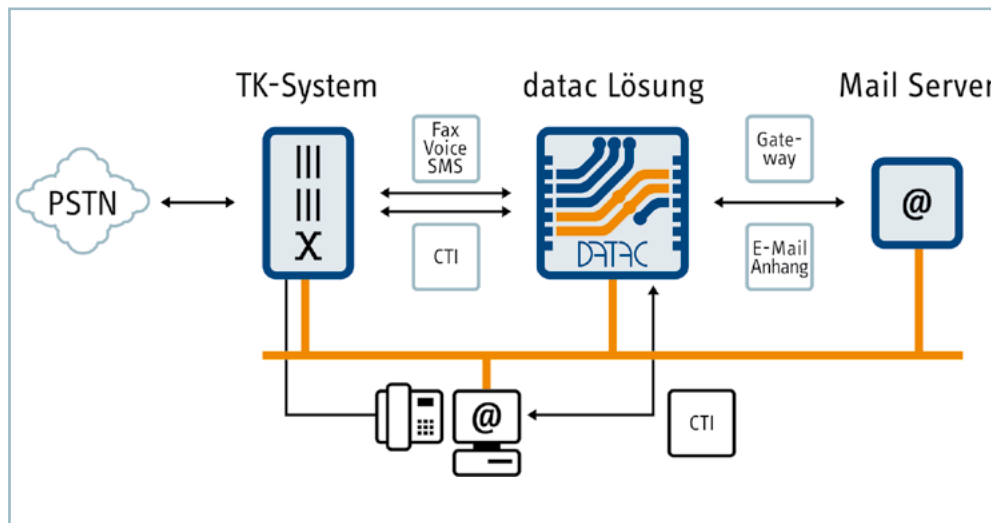 TK-System
datac Lösung
Mail Server
Fax
Voice
SMS
Gate-
way
PSTN
@
CTI
E-Mail
Anhang
DATAC
@
CTI